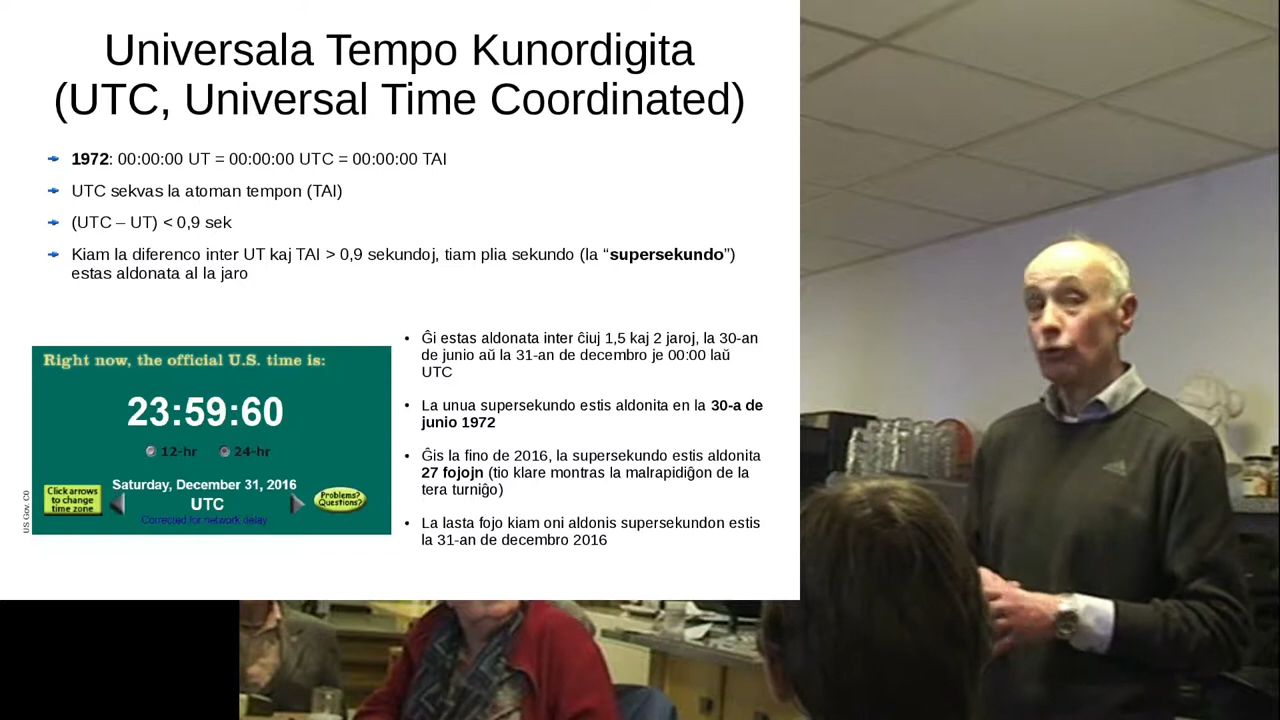 Universala Tempo Kunordigita
(UTC, Universal Time Coordinated)
1972: 00:00:00 UT = 00:00:00 UTC = 00:00:00 TAI
UTC sekvas la atoman tempon (TAI)
(UTC – UT) < 0,9 sek
Kiam la diferenco inter UT kaj TAI > 0,9 sekundoj, tiam plia sekundo (la “supersekundo”)
estas aldonata al la jaro
Right now, the official U.S. time is:
23:59:60
12-hr 24-hr
Saturday, December 31, 2016
Click arrows
to change
time zone
UTC
Problems?
Questions?
Corrected for network delay
US Gov, C0
Ĝi estas aldonata inter ĉiuj 1,5 kaj 2 jaroj, la 30-an
de junio aŭ la 31-an de decembro je 00:00 laŭ
UTC
La unua supersekundo estis aldonita en la 30-a de
junio 1972
Ĝis la fino de 2016, la supersekundo estis aldonita
27 fojojn (tio klare montras la malrapidiĝon de la
tera turniĝo)
La lasta fojo kiam oni aldonis supersekundon estis
la 31-an de decembro 2016